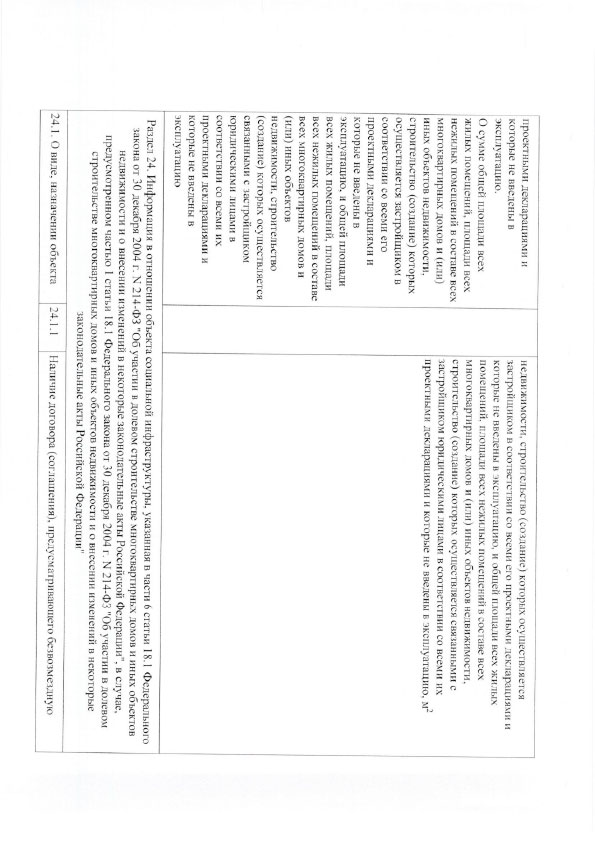 проектными декларациями и
которые не введены в
эксплуатацию.
О сумме общей площади всех
жилых помещений, площади всех
нежилых помещений в составе всех
многоквартирных домов и (или)
иных объектов недвижимости,
строительство (создание) которых
осуществляется застройщиком в
соответствии со всеми его
проектными декларациями и
которые не введены в
эксплуатацию, и общей площади
всех жилых помещений, площади
всех нежилых помещений в составе
всех многоквартирных домов и
(или) иных объектов
недвижимости, строительство
(создание) которых осуществляется
связанными с застройщиком
юридическими лицами в
соответствии со всеми их
проектными декларациями и
которые не введены в
эксплуатацию
недвижимости, строительство (создание) которых осуществляется
застройщиком в соответствии со всеми его проектными декларациями и
которые не введены в эксплуатацию, и общей площади всех жилых
помещений, площади всех нежилых помещений в составе всех
многоквартирных домов и (или) иных объектов недвижимости,
строительство (создание) которых осуществляется связанными с
застройщиком юридическими лицами в соответствии со всеми их
проектными декларациями и которые не введены в эксплуатацию, м²
Раздел 24. Информация в отношении объекта социальной инфраструктуры, указанная в части 6 статьи 18.1 Федерального
закона от 30 декабря 2004 г. N 214-ФЗ "Об участии в долевом строительстве многоквартирных домов и иных объектов
недвижимости и о внесении изменений в некоторые законодательные акты Российской Федерации", в случае,
предусмотренном частью 1 статьи 18.1 Федерального закона от 30 декабря 2004 г. N 214-ФЗ "Об участии в долевом
строительстве многоквартирных домов и иных объектов недвижимости и о внесении изменений в некоторые
законодательные акты Российской Федерации"
24.1. О виде, назначении объекта
24.1.1
Наличие договора (соглашения), предусматривающего безвозмездную